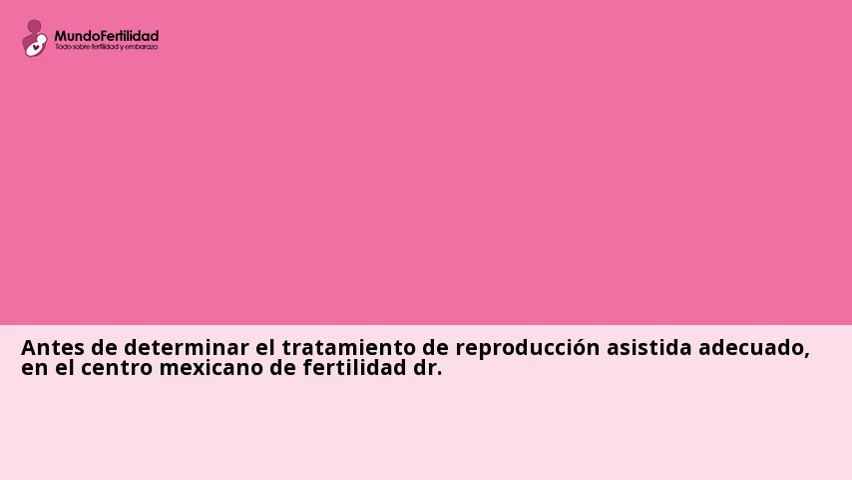 MundoFertilidad
Todo sobre fertilidad y embarazo
Antes de determinar el tratamiento de reproducción asistida adecuado,
en el centro mexicano de fertilidad dr.